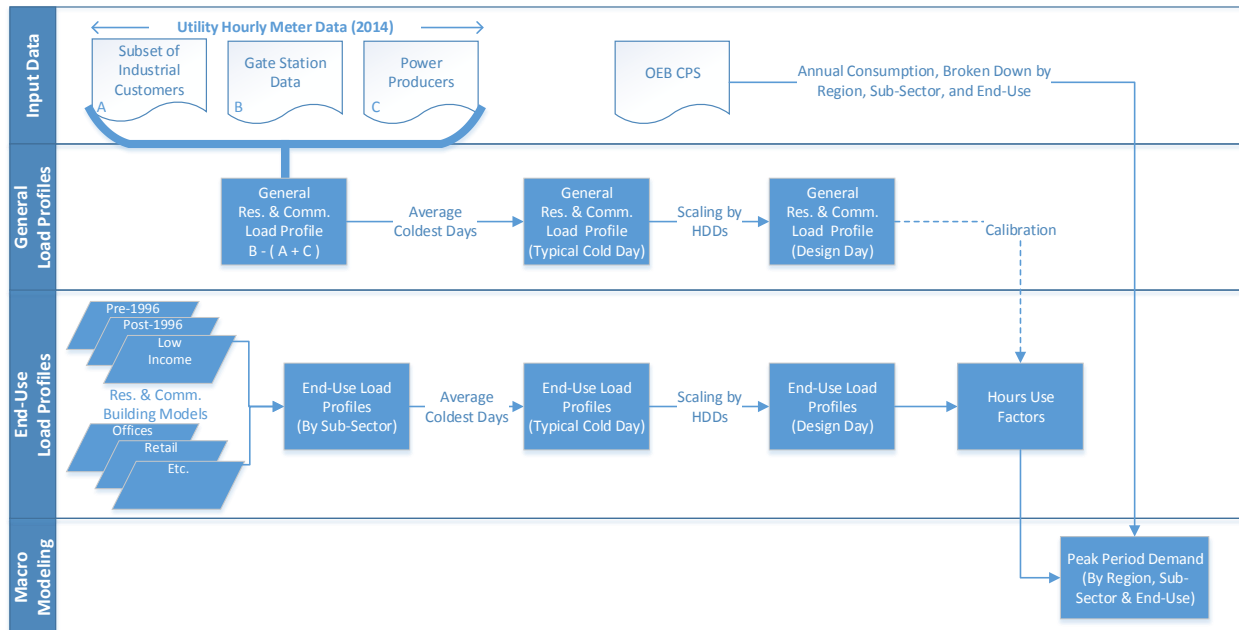 Input Data
Utility Hourly Meter Data (2014)
Subset of
Industrial
Customers
A
Gate Station
Data
B
Power
Producers
C
OEB CPS
Annual Consumption, Broken Down by
Region, Sub-Sector, and End-Use
General
Load Profiles
General
Res. & Comm.
Load Profile
B - ( A + C )
Average
Coldest Days
General
Res. & Comm.
Load Profile
(Typical Cold Day)
Scaling by
HDDs
General
Res. & Comm.
Load Profile
(Design Day)
Calibration
End-Use
Load Profiles
Pre-1996
Post-1996
Low
Income
Res. & Comm.
Building Models
Offices
Retail
Etc.
End-Use Load
Profiles
(By Sub-Sector)
Average
Coldest Days
End-Use Load
Profiles
(Typical Cold Day)
Scaling by
HDDs
End-Use Load
Profiles
(Design Day)
Hours Use
Factors
Macro
Modeling
Peak Period Demand
(By Region, Sub-
Sector & End-Use)